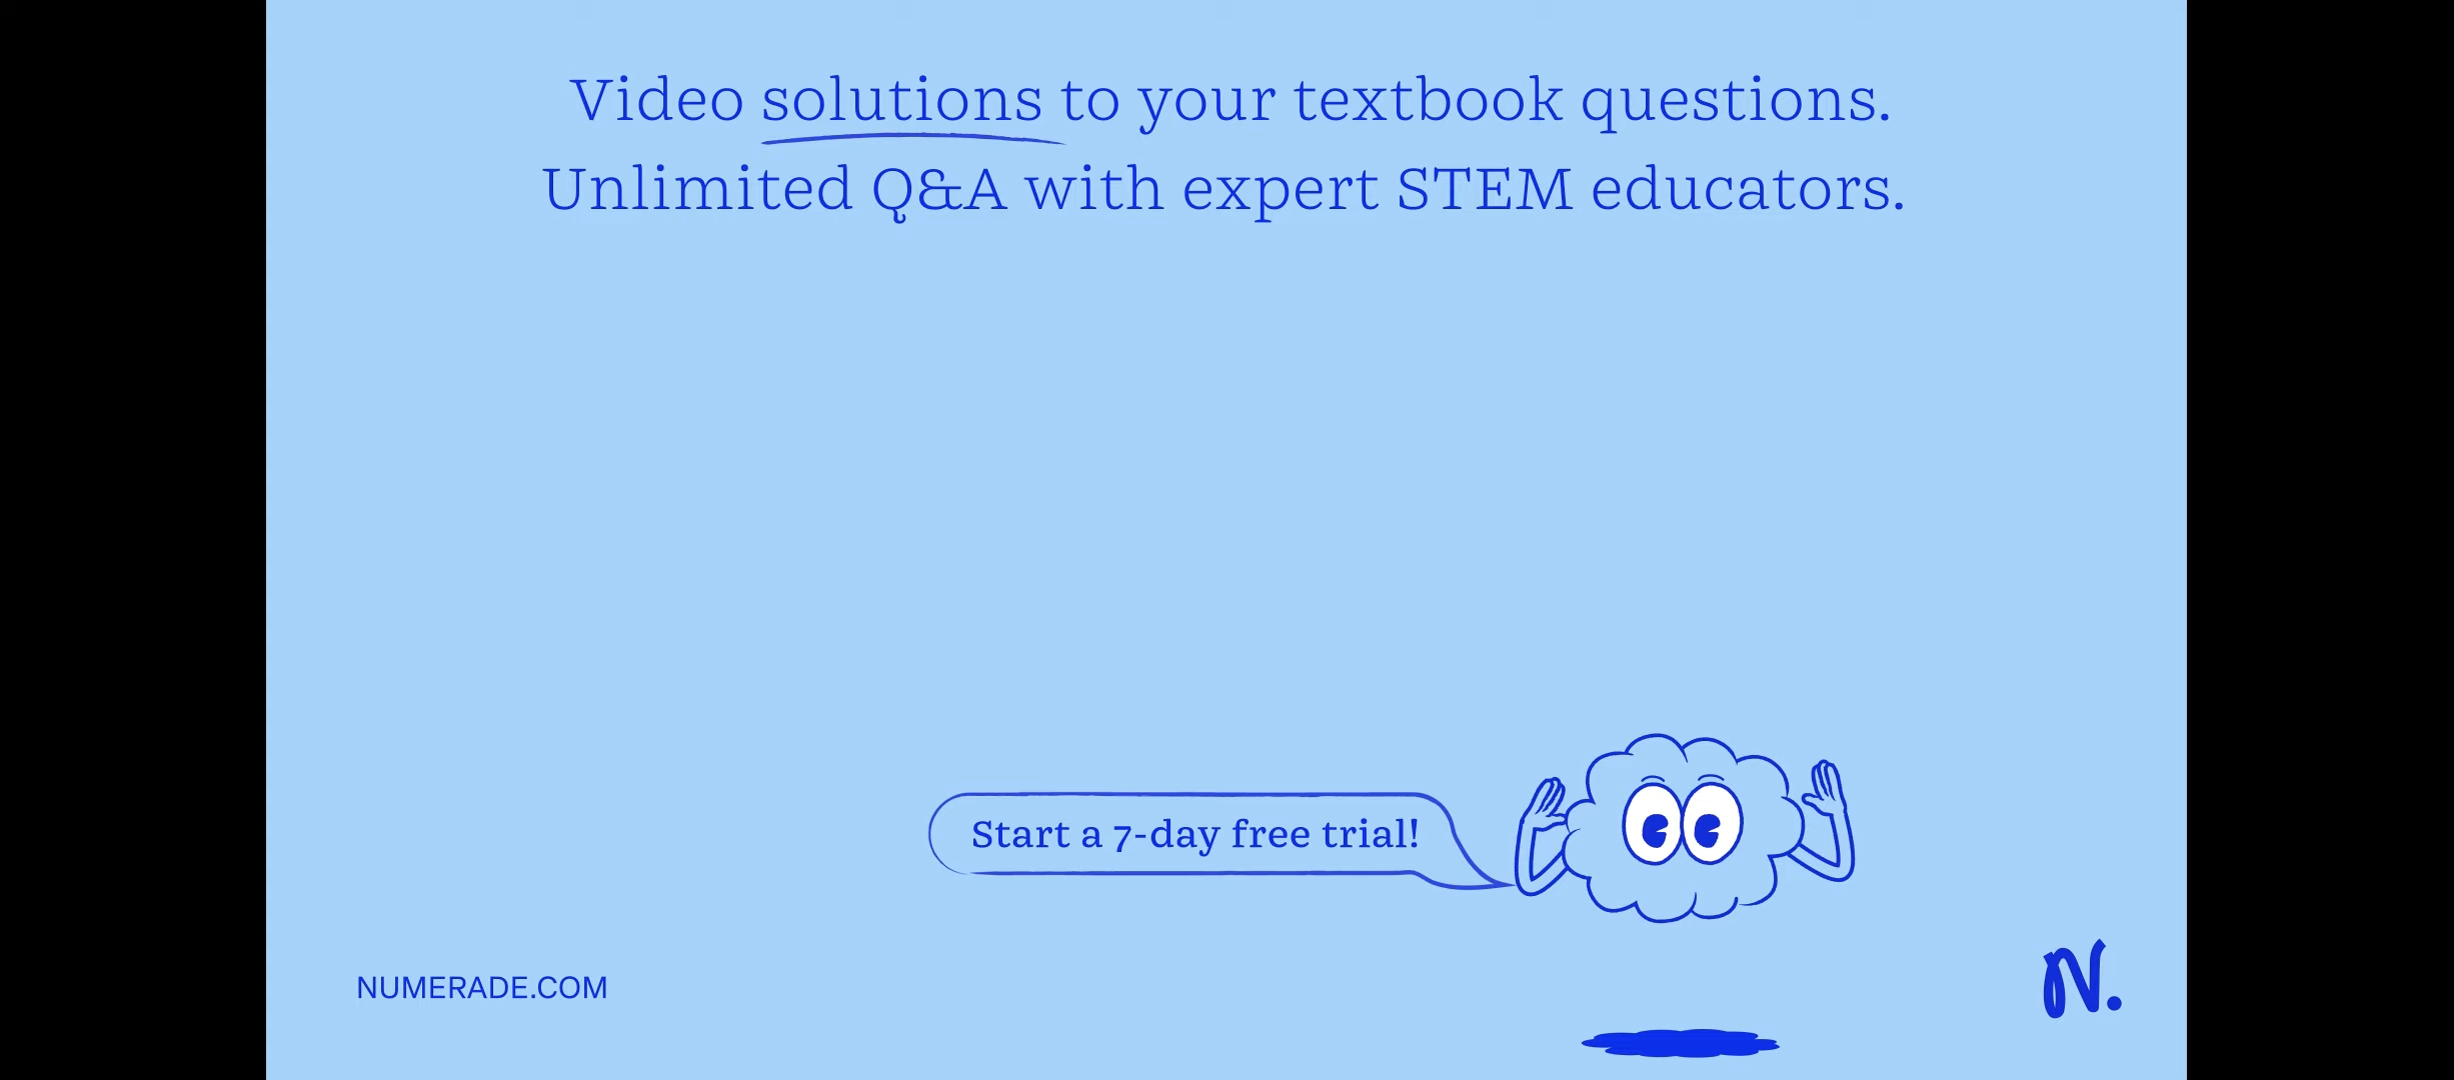 Video solutions to your textbook questions.
Unlimited Q&A with expert STEM educators.
Start a 7-day free trial!
NUMERADE.COM
N.